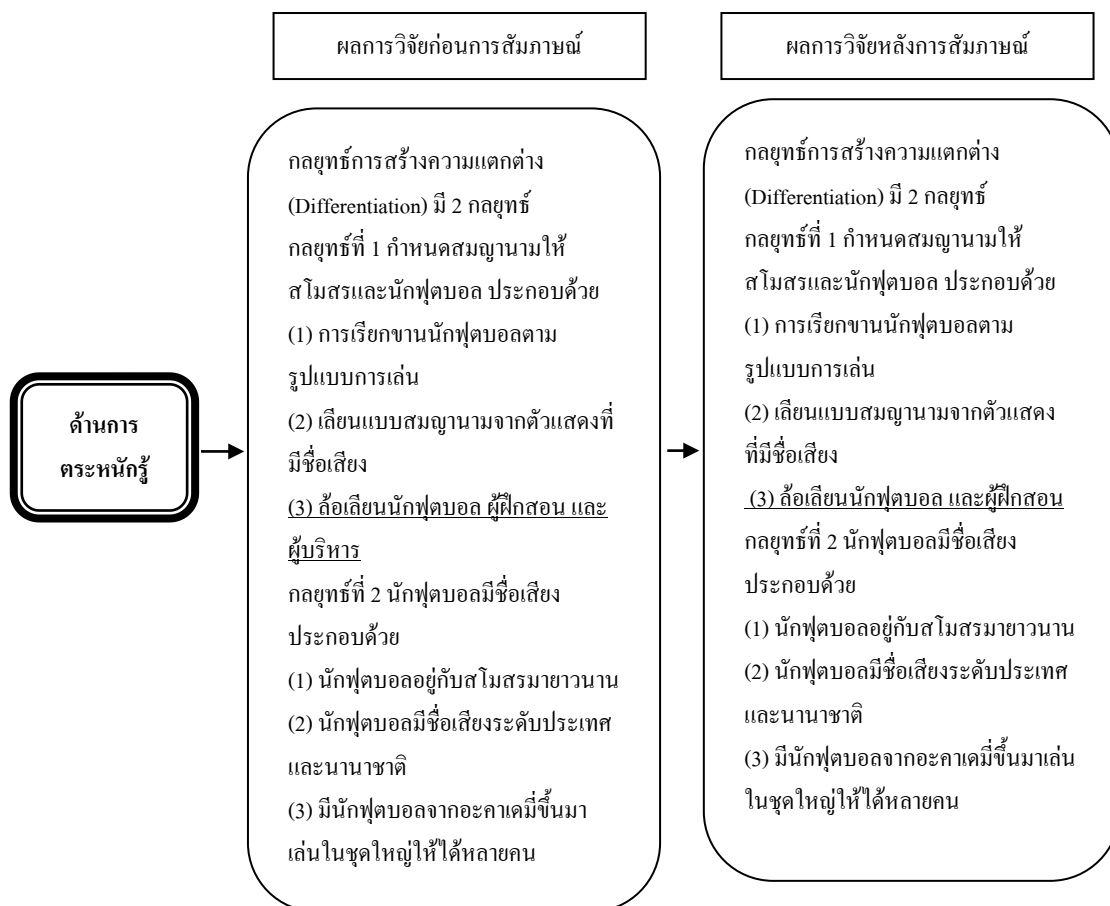 ผลการวิจัยก่อนการสัมภาษณ์
ผลการวิจัยหลังการสัมภาษณ์
ด้านการ
ตระหนักรู้
กลยุทธ์การสร้างความแตกต่าง
(Differentiation) มี 2 กลยุทธ์
กลยุทธ์ที่ 1 กำหนดสมญานามให้
สโมสรและนักฟุตบอล ประกอบด้วย
(1) การเรียกขานนักฟุตบอลตาม
รูปแบบการเล่น
(2) เลียนแบบสมญานามจากตัวแสดงที่
มีชื่อเสียง
(3) ล้อเลียนนักฟุตบอล ผู้ฝึกสอน และ
ผู้บริหาร
กลยุทธ์ที่ 2 นักฟุตบอลมีชื่อเสียง
ประกอบด้วย
(1) นักฟุตบอลอยู่กับสโมสรมายาวนาน
(2) นักฟุตบอลมีชื่อเสียงระดับประเทศ
และนานาชาติ
(3) มีนักฟุตบอลจากอะคาเดมี่ขึ้นมา
เล่นในชุดใหญ่ให้ได้หลายคน
กลยุทธ์การสร้างความแตกต่าง
(Differentiation) มี 2 กลยุทธ์
กลยุทธ์ที่ 1 กำหนดสมญานามให้
สโมสรและนักฟุตบอล ประกอบด้วย
(1) การเรียกขานนักฟุตบอลตาม
รูปแบบการเล่น
(2) เลียนแบบสมญานามจากตัวแสดง
ที่มีชื่อเสียง
(3) ล้อเลียนนักฟุตบอล และผู้ฝึกสอน
กลยุทธ์ที่ 2 นักฟุตบอลมีชื่อเสียง
ประกอบด้วย
(1) นักฟุตบอลอยู่กับสโมสรมายาวนาน
(2) นักฟุตบอลมีชื่อเสียงระดับประเทศ
และนานาชาติ
(3) มีนักฟุตบอลจากอะคาเดมี่ขึ้นมาเล่น
ในชุดใหญ่ให้ได้หลายคน